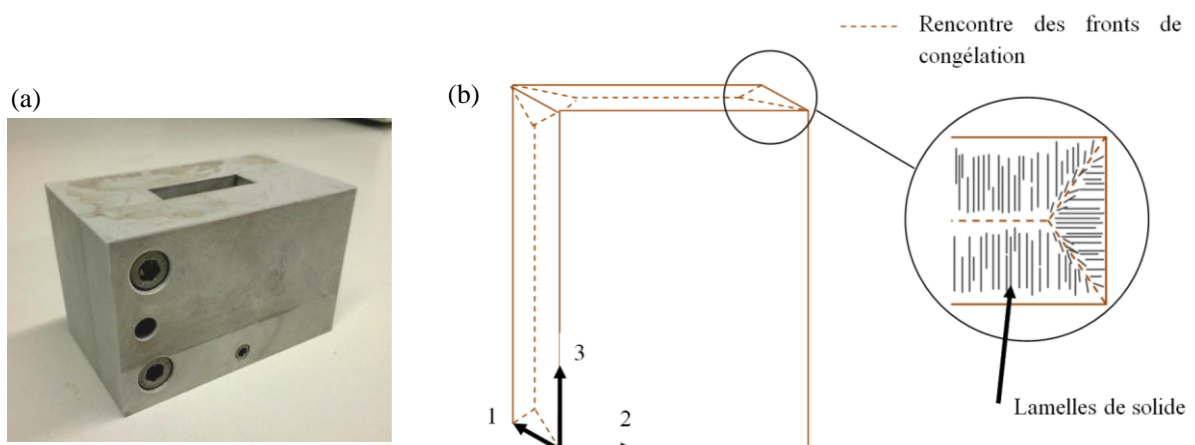 Rencontre des fronts de
congélation
(a)
(b)
3
1
2
Lamelles de solide